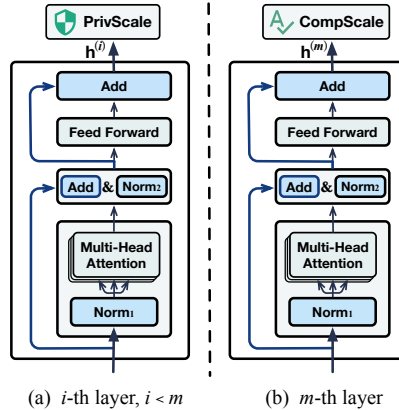 PrivScale
h^(i)
Add
Feed Forward
Add & Norm₂
Multi-Head
Attention
Norm₁
(a) i-th layer, i < m
CompScale
h^(m)
Add
Feed Forward
Add & Norm₂
Multi-Head
Attention
Norm₁
(b) m-th layer